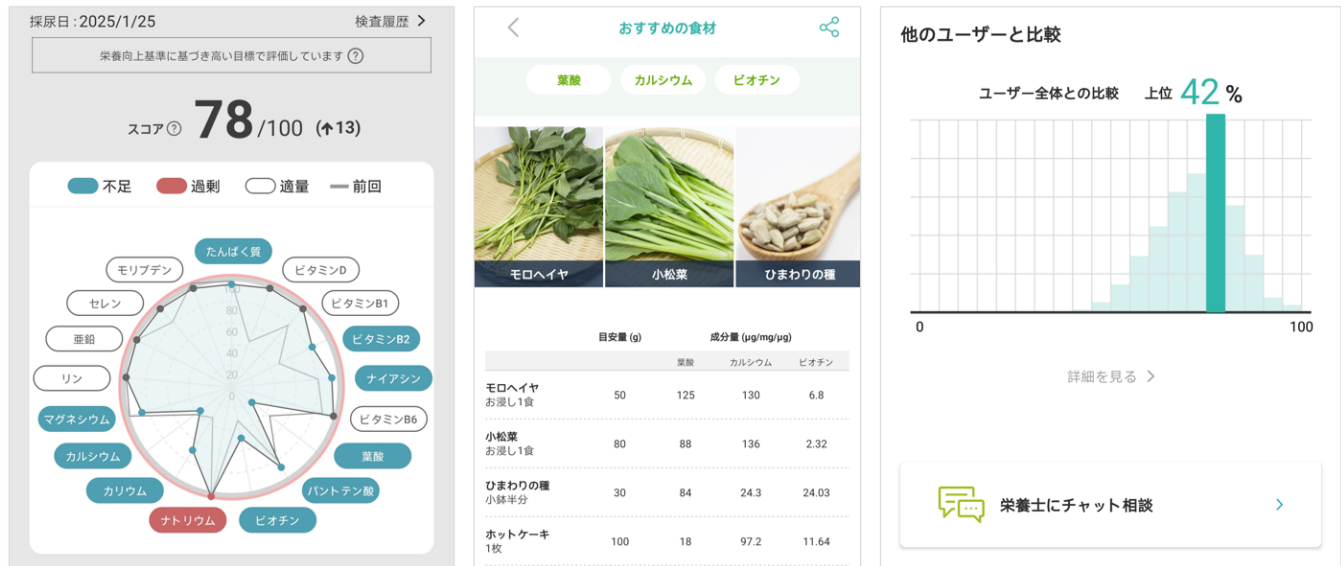 採尿日 : 2025/1/25
検査履歴 >
栄養向上基準に基づき高い目標で評価しています ?
スコア ? 78 /100 (↑13)
不足 過剰 適量 前回
たんぱく質
ビタミンD
ビタミンB1
ビタミンB2
ナイアシン
ビタミンB6
葉酸
パントテン酸
ビオチン
ナトリウム
カリウム
カルシウム
マグネシウム
リン
亜鉛
セレン
モリブデン
100
80
60
40
20
0
おすすめの食材
葉酸 カルシウム ビオチン
モロヘイヤ 小松菜 ひまわりの種
目安量 (g) 成分量 (μg/mg/μg)
葉酸 カルシウム ビオチン
モロヘイヤ
お浸し1食 50 125 130 6.8
小松菜
お浸し1食 80 88 136 2.32
ひまわりの種
小鉢半分 30 84 24.3 24.03
ホットケーキ
1枚 100 18 97.2 11.64
他のユーザーと比較
ユーザー全体との比較 上位 42 %
0 100
詳細を見る >
栄養士にチャット相談 >